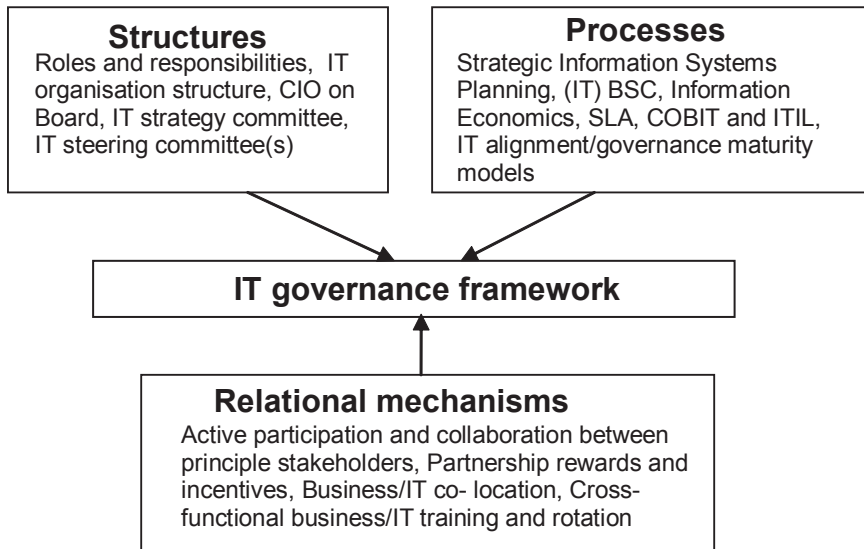 Structures
Roles and responsibilities, IT
organisation structure, CIO on
Board, IT strategy committee,
IT steering committee(s)
Processes
Strategic Information Systems
Planning, (IT) BSC, Information
Economics, SLA, COBIT and ITIL,
IT alignment/governance maturity
models
IT governance framework
Relational mechanisms
Active participation and collaboration between
principle stakeholders, Partnership rewards and
incentives, Business/IT co- location, Cross-
functional business/IT training and rotation